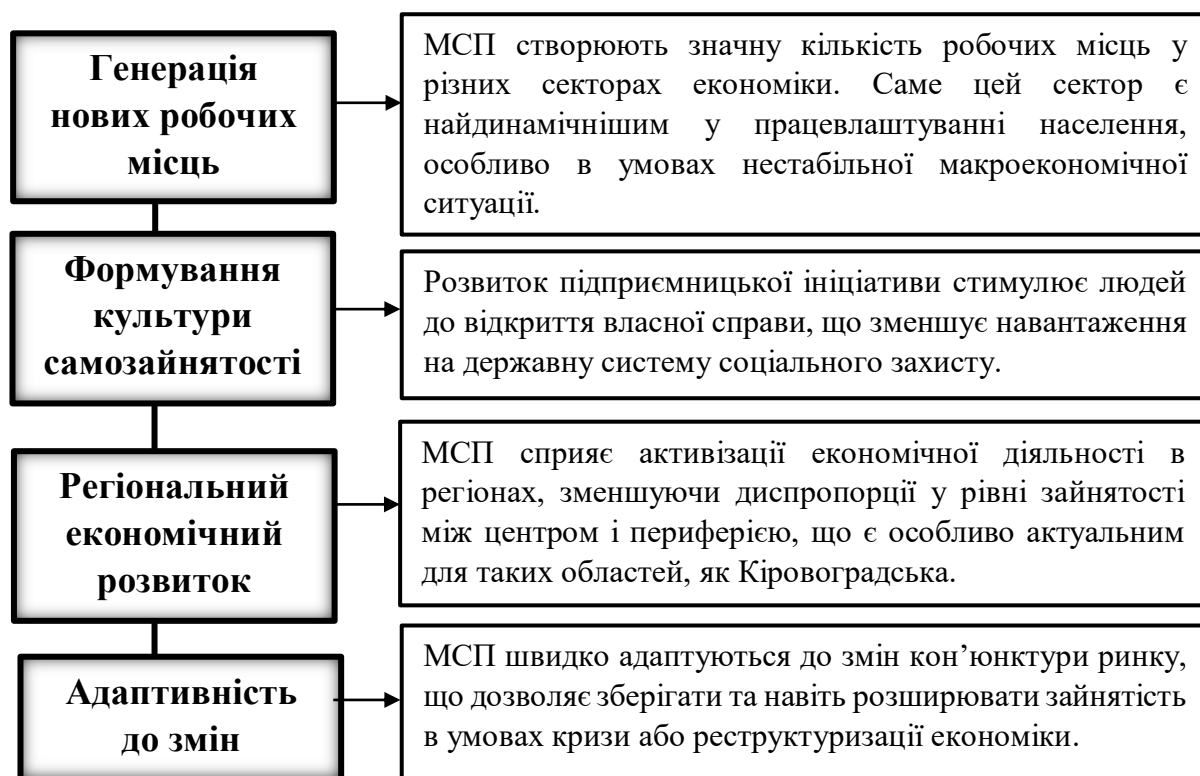 Генерація
нових робочих
місць
МСП створюють значну кількість робочих місць у
різних секторах економіки. Саме цей сектор є
найдинамічнішим у працевлаштуванні населення,
особливо в умовах нестабільної макроекономічної
ситуації.
Формування
культури
самозайнятості
Розвиток підприємницької ініціативи стимулює людей
до відкриття власної справи, що зменшує навантаження
на державну систему соціального захисту.
Регіональний
економічний
розвиток
МСП сприяє активізації економічної діяльності в
регіонах, зменшуючи диспропорції у рівні зайнятості
між центром і периферією, що є особливо актуальним
для таких областей, як Кіровоградська.
Адаптивність
до змін
МСП швидко адаптуються до змін кон’юнктури ринку,
що дозволяє зберігати та навіть розширювати зайнятість
в умовах кризи або реструктуризації економіки.